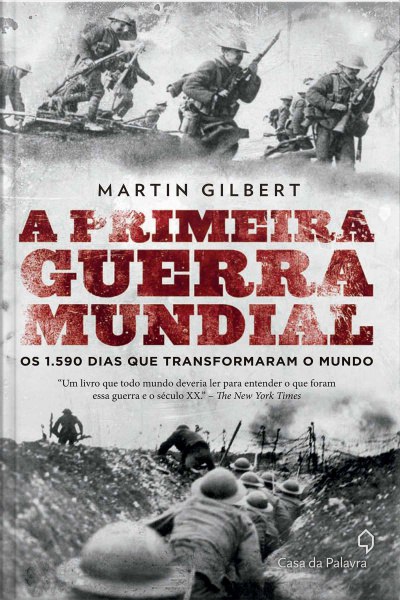 MARTIN GILBERT
A PRIMEIRA
GUERRA
MUNDIAL
OS 1.590 DIAS QUE TRANSFORMARAM O MUNDO
“Um livro que todo mundo deveria ler para entender o que foram
essa guerra e o século XX.” – The New York Times
Casa da Palavra